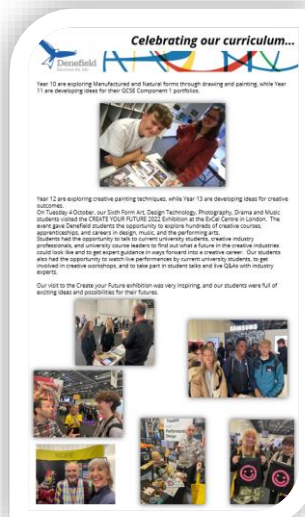 Celebrating our curriculum...
Denefield
Year 10 are exploring Manufactured and Natural forms through drawing and painting, while Year
11 are developing ideas for their GCSE Component 1 portfolios.
Year 12 are exploring creative painting techniques, while Year 13 are developing ideas for creative
outcomes.
On Tuesday 4 October, our Sixth Form Art, Design Technology, Photography, Drama and Music
students visited the CREATE YOUR FUTURE 2022 Exhibition at the ExCel Centre in London. The
event gave Denefield students the opportunity to explore hundreds of creative courses,
apprenticeships, and careers in design, music, and the performing arts.
Students had the opportunity to talk to current university students, creative industry
professionals, and university course leaders to find out what a future in the creative industries
could look like and to get expert guidance in ways forward into a creative career. Our students
also had the opportunity to watch live performances by current university students, to get
involved in creative workshops, and to take part in student talks and live Q&As with industry
experts.
Our visit to the Create your Future exhibition was very inspiring, and our students were full of
exciting ideas and possibilities for their futures.
SAMSUNG
Performance
Design